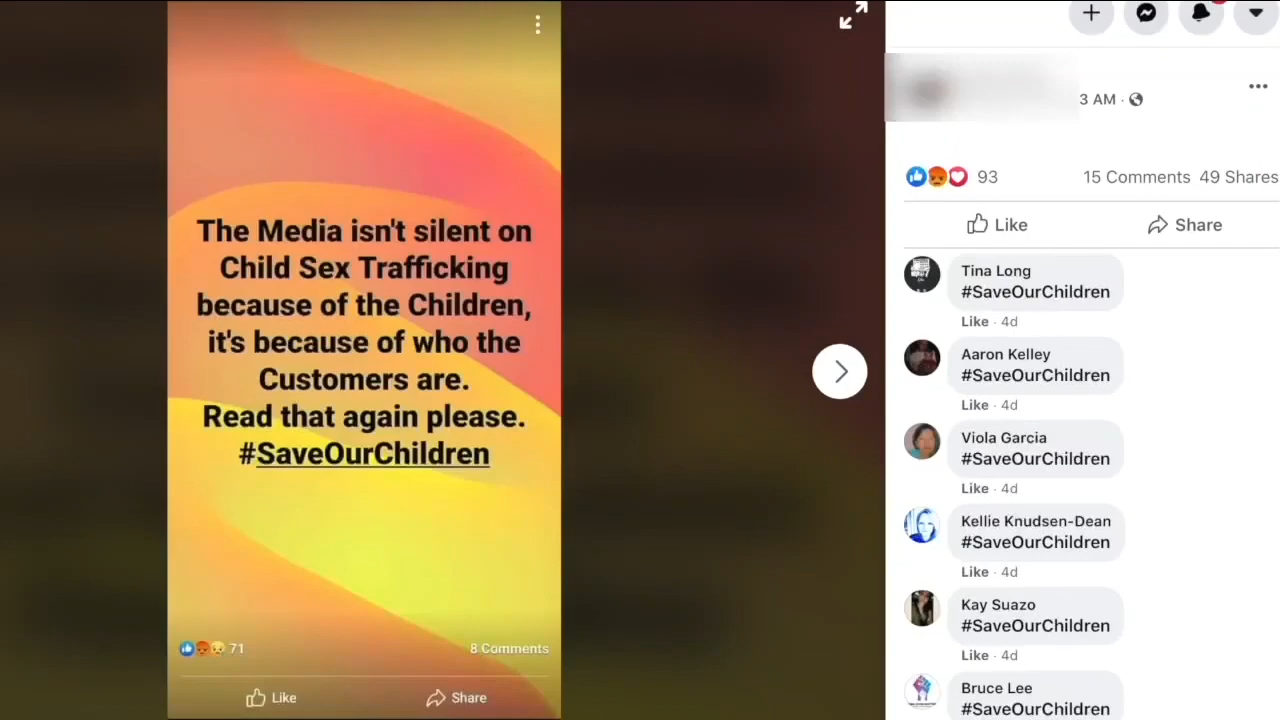 The Media isn't silent on
Child Sex Trafficking
because of the Children,
it's because of who the
Customers are.
Read that again please.
#SaveOurChildren
71
8 Comments
Like
Share
3 AM ·
93
15 Comments
49 Shares
Like
Share
Tina Long
#SaveOurChildren
Like · 4d
Aaron Kelley
#SaveOurChildren
Like · 4d
Viola Garcia
#SaveOurChildren
Like · 4d
Kellie Knudsen-Dean
#SaveOurChildren
Like · 4d
Kay Suazo
#SaveOurChildren
Like · 4d
Bruce Lee
#SaveOurChildren